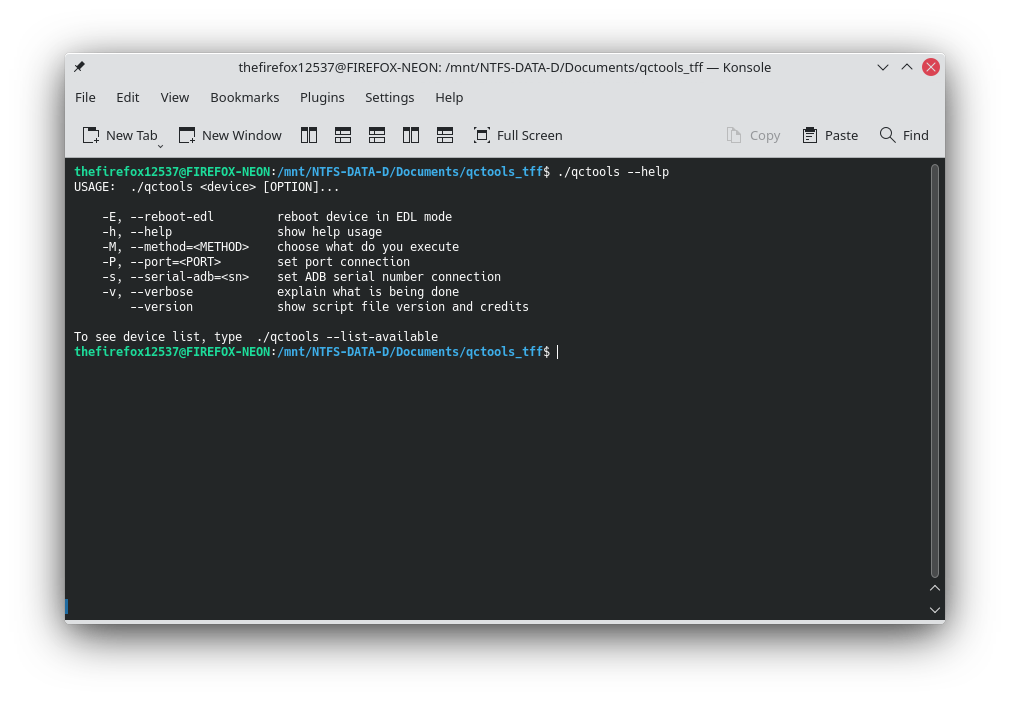 thefirefox12537@FIREFOX-NEON: /mnt/NTFS-DATA-D/Documents/qctools_tff — Konsole
File Edit View Bookmarks Plugins Settings Help
New Tab New Window Full Screen Copy Paste Find
thefirefox12537@FIREFOX-NEON:/mnt/NTFS-DATA-D/Documents/qctools_tff$ ./qctools --help
USAGE:  ./qctools <device> [OPTION]...
    -E, --reboot-edl         reboot device in EDL mode
    -h, --help               show help usage
    -M, --method=<METHOD>    choose what do you execute
    -P, --port=<PORT>        set port connection
    -s, --serial-adb=<sn>    set ADB serial number connection
    -v, --verbose            explain what is being done
        --version            show script file version and credits
To see device list, type  ./qctools --list-available
thefirefox12537@FIREFOX-NEON:/mnt/NTFS-DATA-D/Documents/qctools_tff$